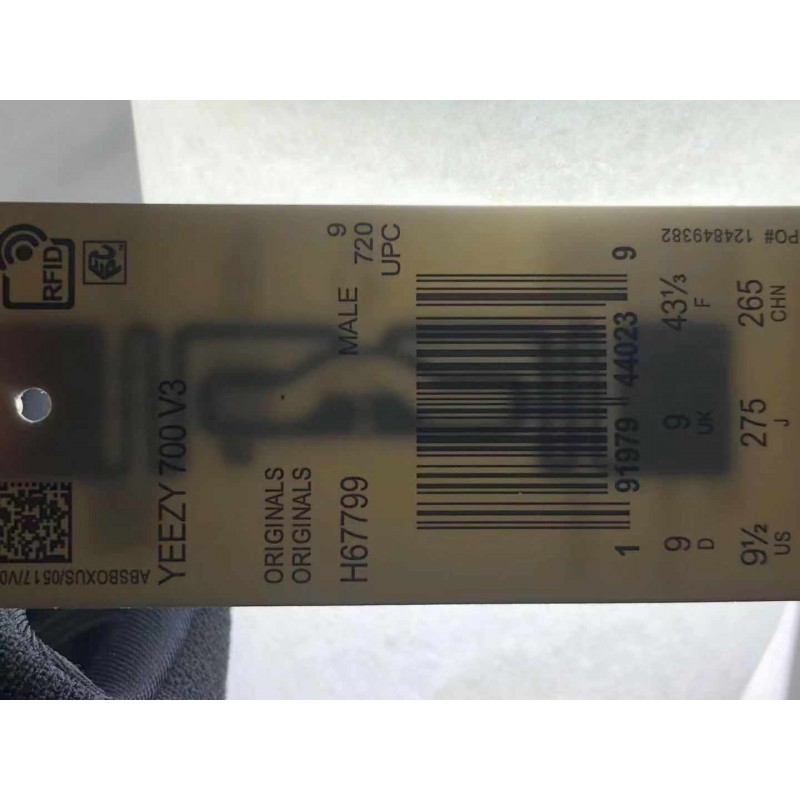 RFID
ABSBOXUS/0517/V0
YEEZY 700 V3
ORIGINALS
ORIGINALS
H67799
MALE
9
720
UPC
1 91979 44023 9
9
D
9
UK
43⅓
F
9½
US
275
J
265
CHN
PO# 124849382